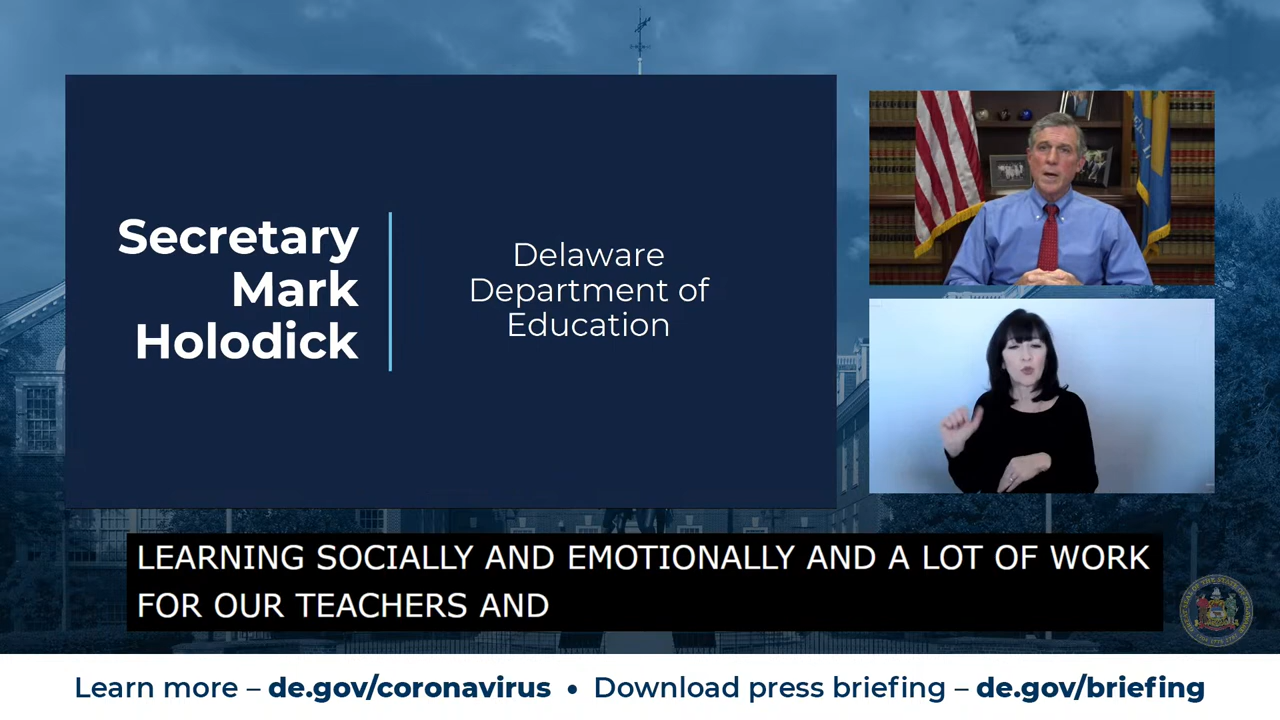 Secretary
Mark
Holodick
Delaware
Department of
Education
LEARNING SOCIALLY AND EMOTIONALLY AND A LOT OF WORK
FOR OUR TEACHERS AND
Learn more – de.gov/coronavirus • Download press briefing – de.gov/briefing